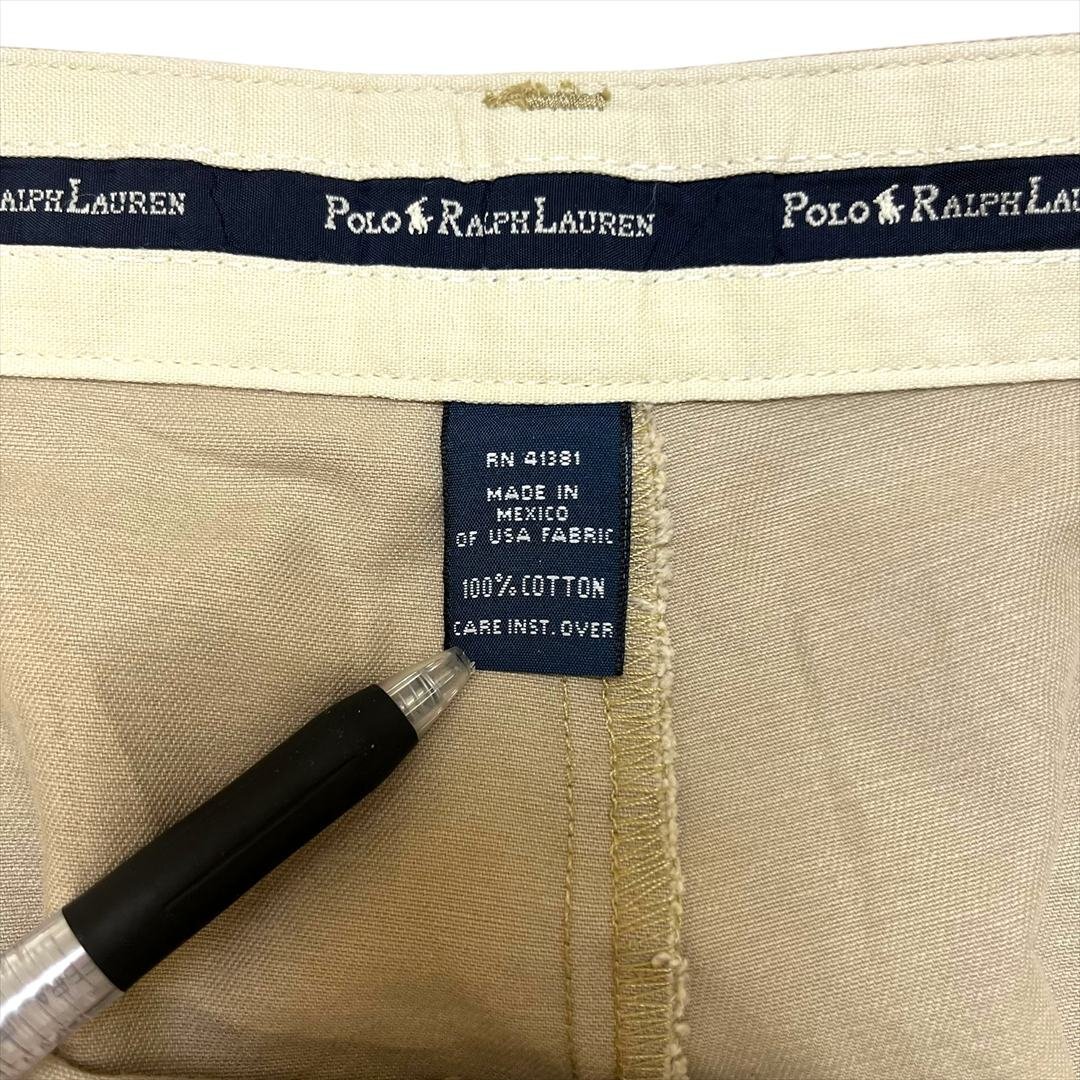 ALPH LAUREN POLO RALPH LAUREN POLO RALPH LAU
RN 41381
MADE IN
MEXICO
OF USA FABRIC
100% COTTON
CARE INST. OVER